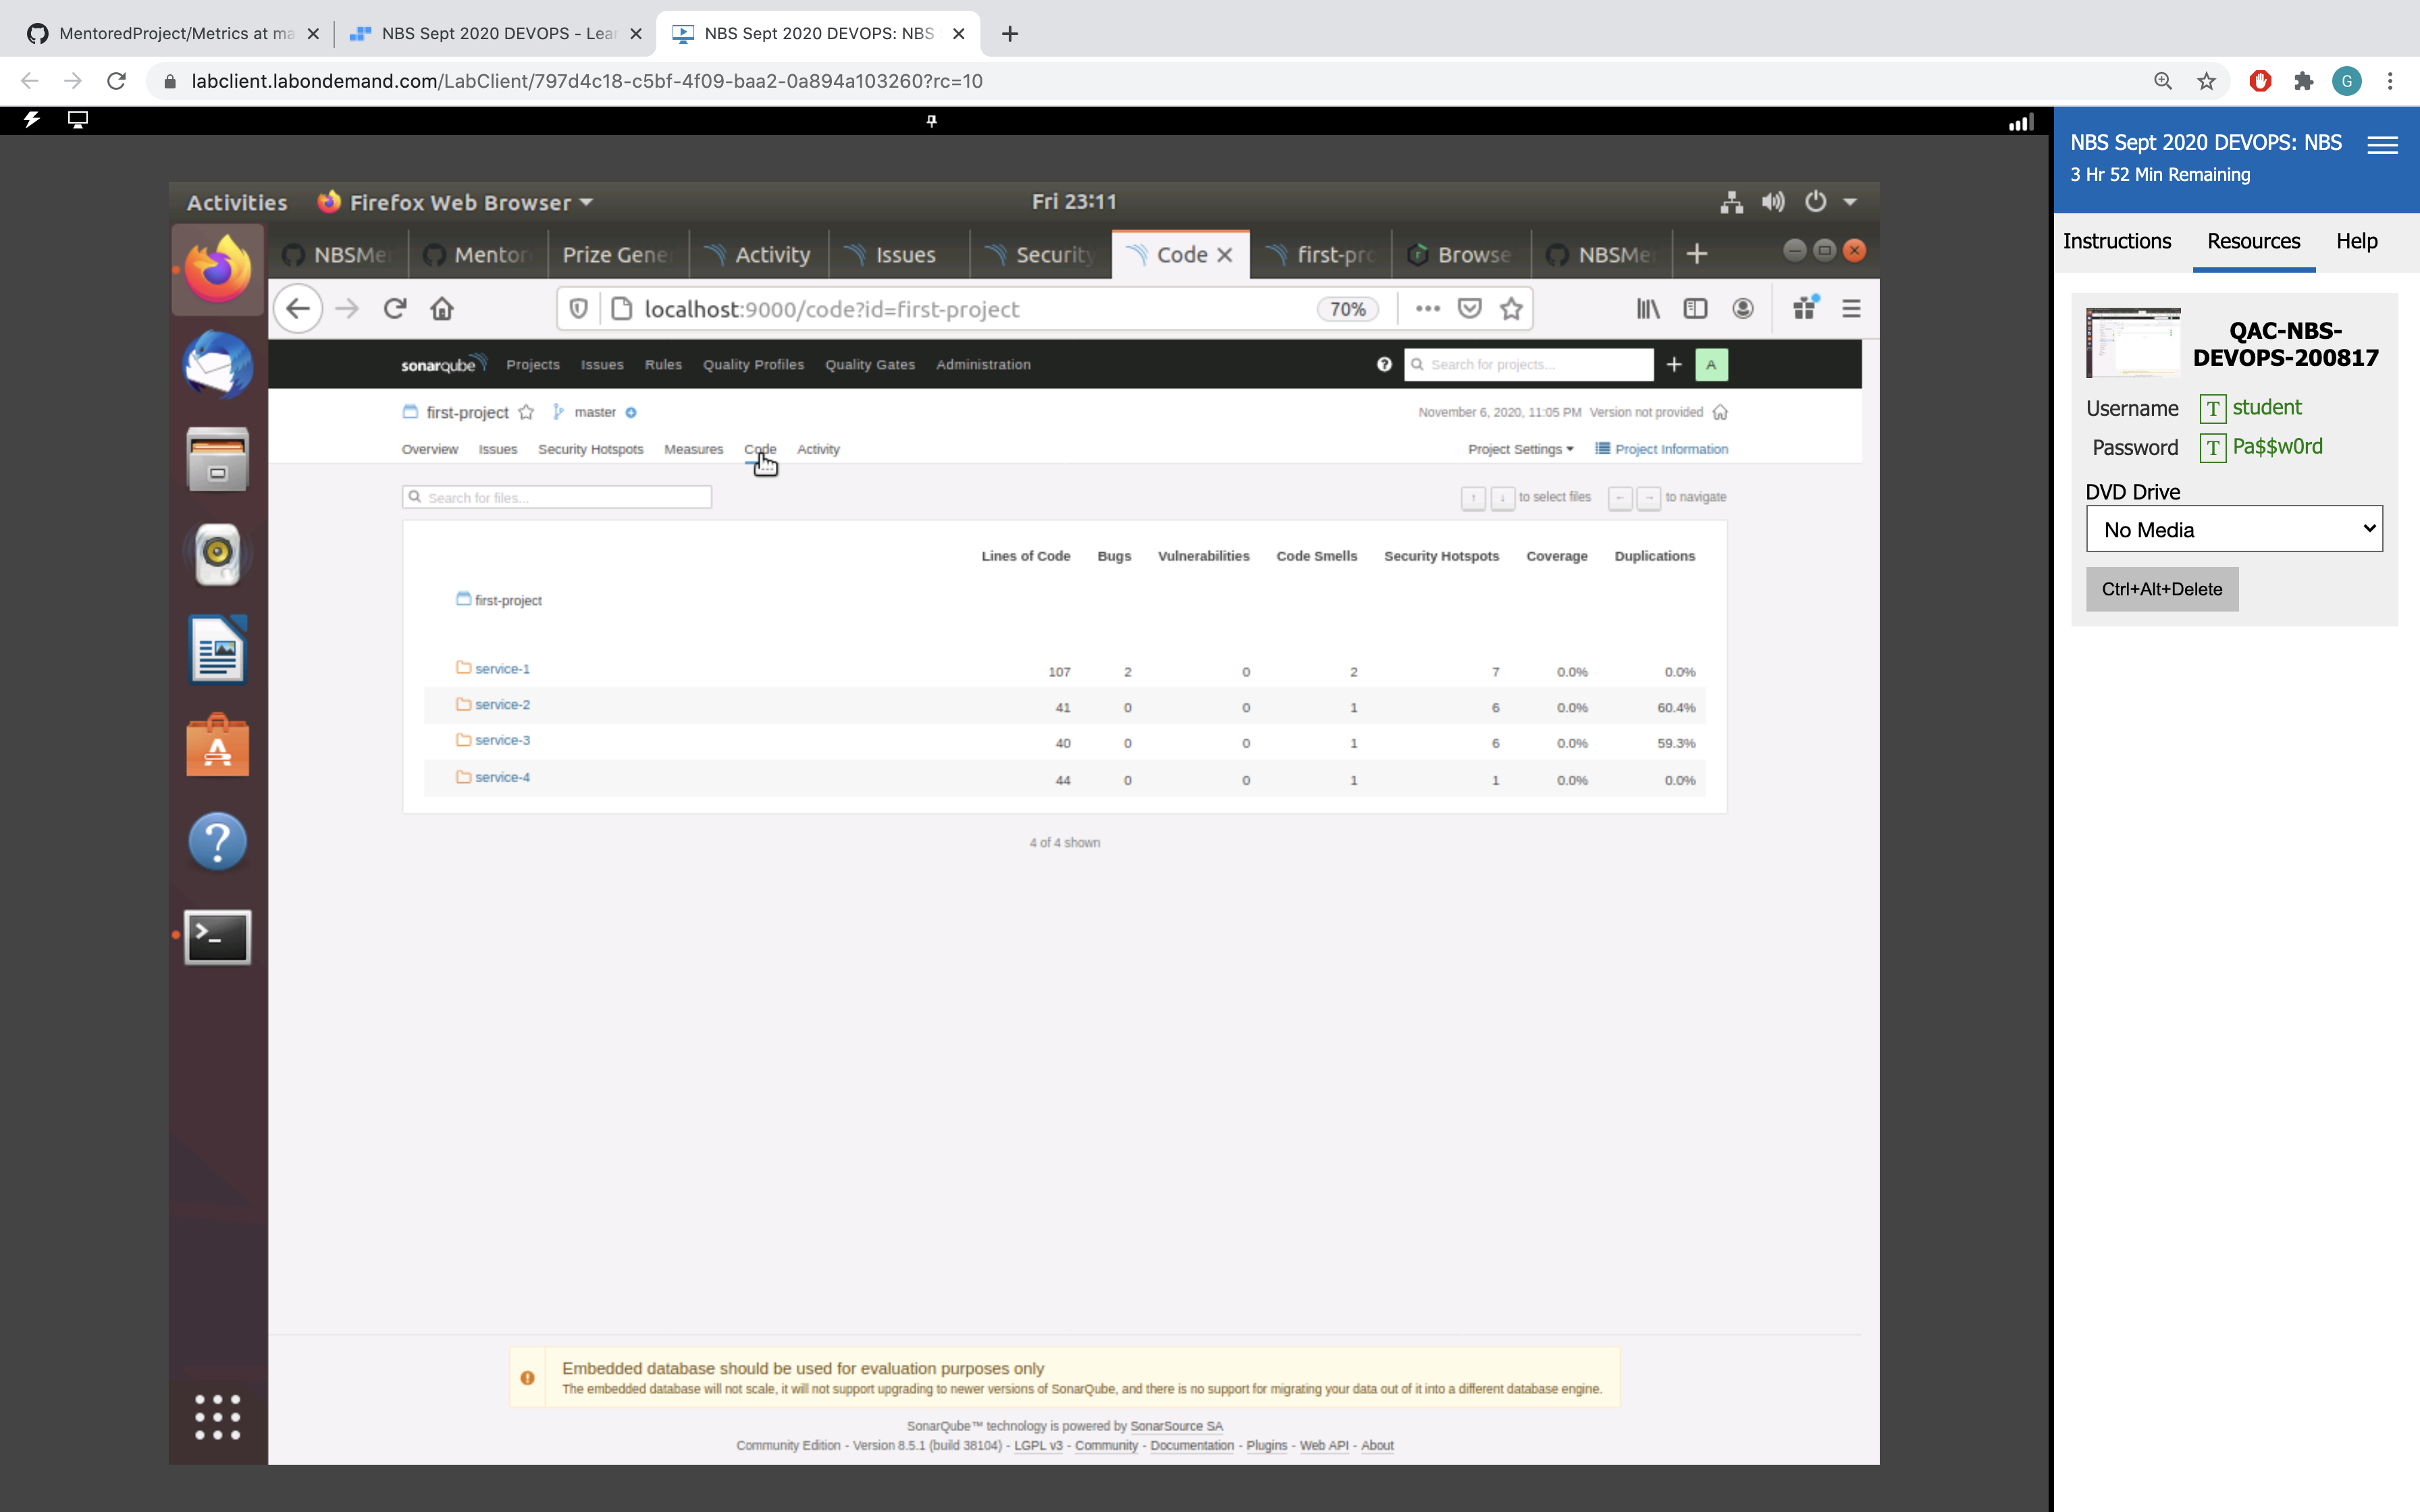 MentoredProject/Metrics at ma
NBS Sept 2020 DEVOPS - Lear
NBS Sept 2020 DEVOPS: NBS
labclient.labondemand.com/LabClient/797d4c18-c5bf-4f09-baa2-0a894a103260?rc=10
G
NBS Sept 2020 DEVOPS: NBS
3 Hr 52 Min Remaining
Instructions Resources Help
QAC-NBS-
DEVOPS-200817
Username T student
Password T Pa$$w0rd
DVD Drive
No Media
Ctrl+Alt+Delete
Activities Firefox Web Browser Fri 23:11
NBSMe Mentor Prize Gene Activity Issues Security Code first-pro Browse NBSMe
localhost:9000/code?id=first-project 70%
sonarqube Projects Issues Rules Quality Profiles Quality Gates Administration Search for projects... A
first-project master November 6, 2020, 11:05 PM Version not provided
Overview Issues Security Hotspots Measures Code Activity Project Settings Project Information
Search for files... ↑ ↓ to select files ← → to navigate
Lines of Code Bugs Vulnerabilities Code Smells Security Hotspots Coverage Duplications
first-project
service-1 107 2 0 2 7 0.0% 0.0%
service-2 41 0 0 1 6 0.0% 60.4%
service-3 40 0 0 1 6 0.0% 59.3%
service-4 44 0 0 1 1 0.0% 0.0%
4 of 4 shown
Embedded database should be used for evaluation purposes only
The embedded database will not scale, it will not support upgrading to newer versions of SonarQube, and there is no support for migrating your data out of it into a different database engine.
SonarQube™ technology is powered by SonarSource SA
Community Edition - Version 8.5.1 (build 38104) - LGPL v3 - Community - Documentation - Plugins - Web API - About